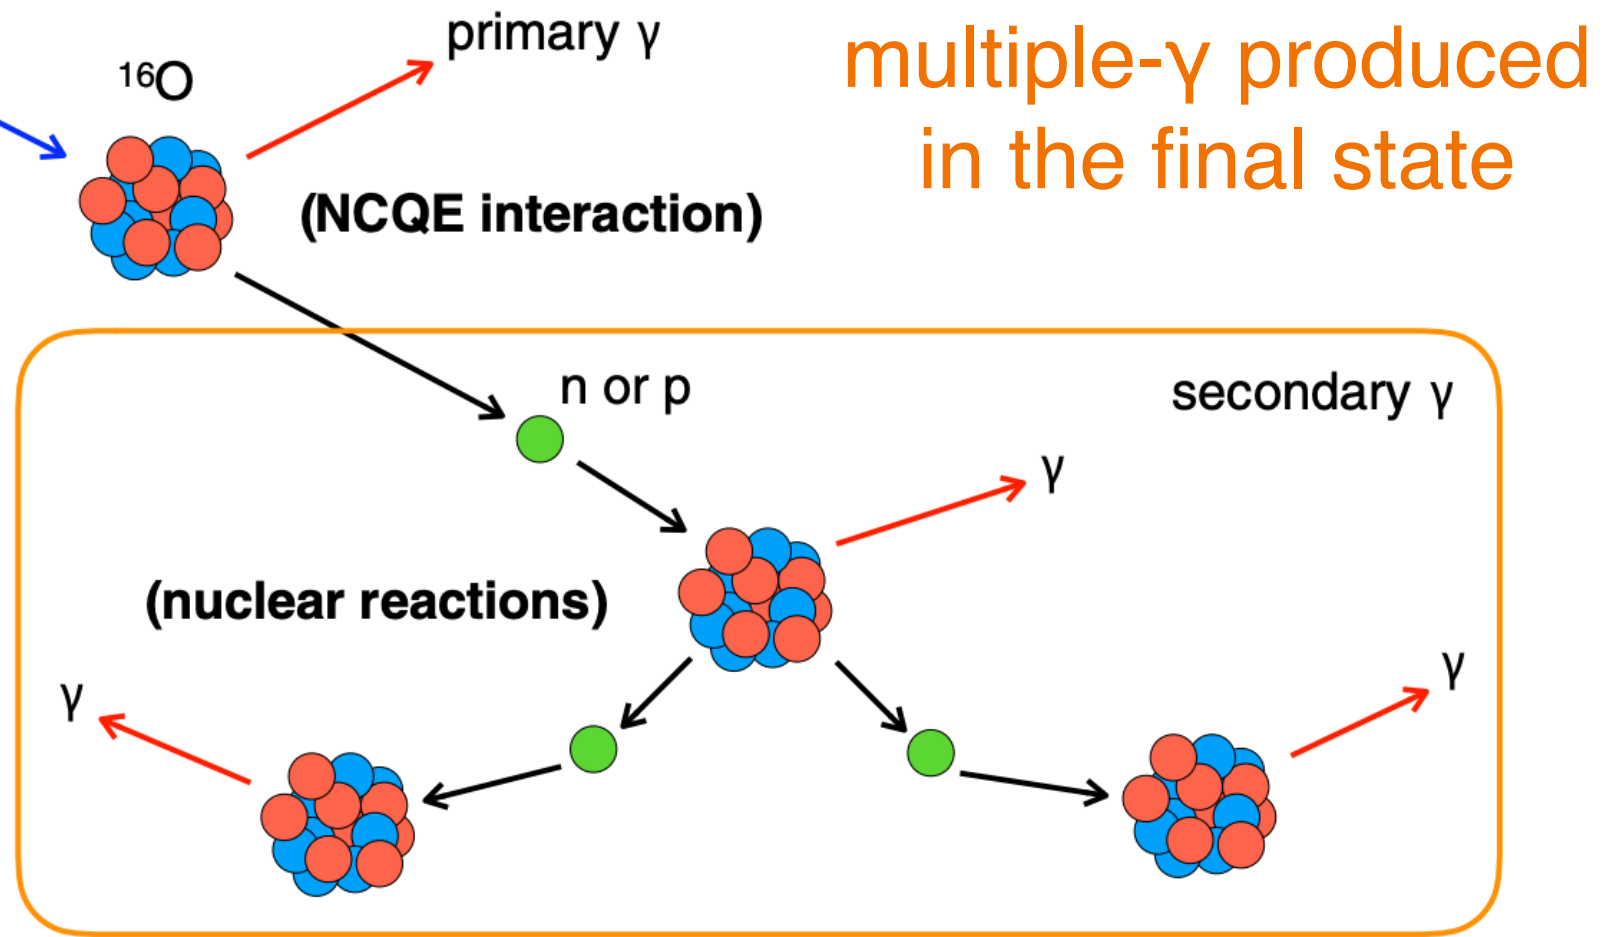 primary γ
multiple-γ produced
in the final state
¹⁶O
(NCQE interaction)
n or p
secondary γ
γ
(nuclear reactions)
γ
γ